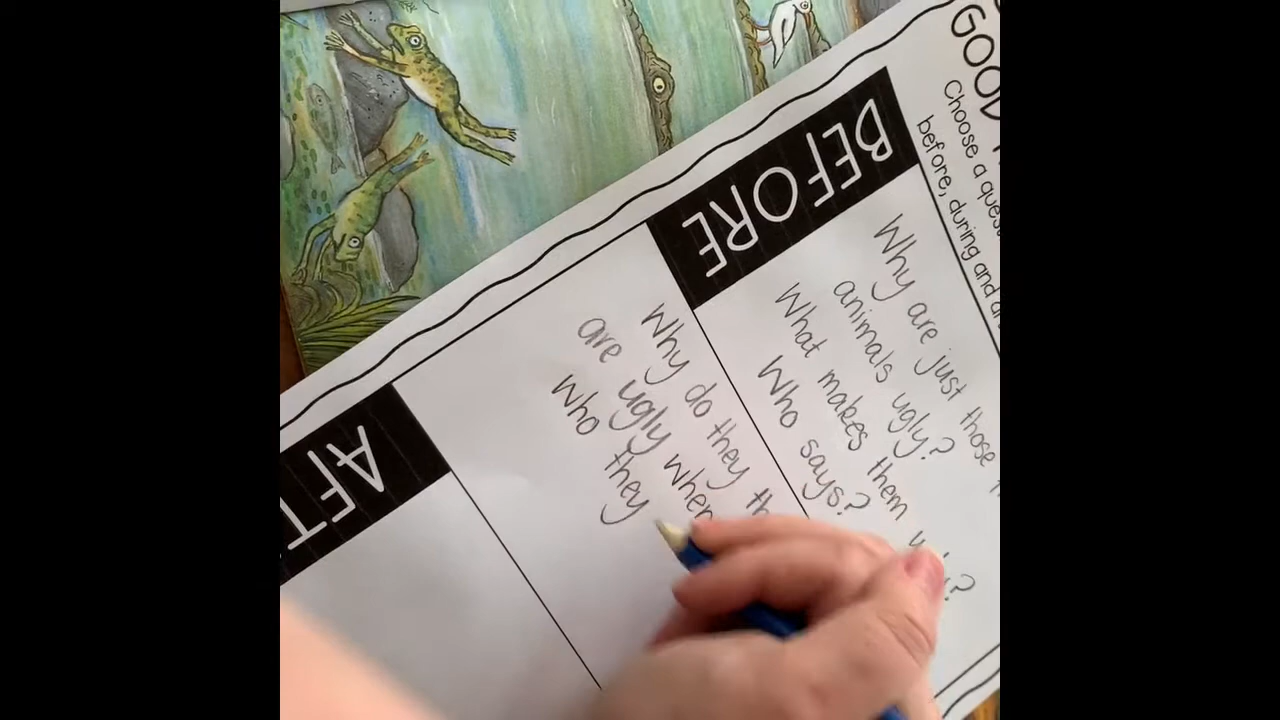 GOOD
Choose a
before, during and
BEFORE
Why are just those
animals ugly?
What makes them
Who says?
Why do they
are ugly when
who they
AFT